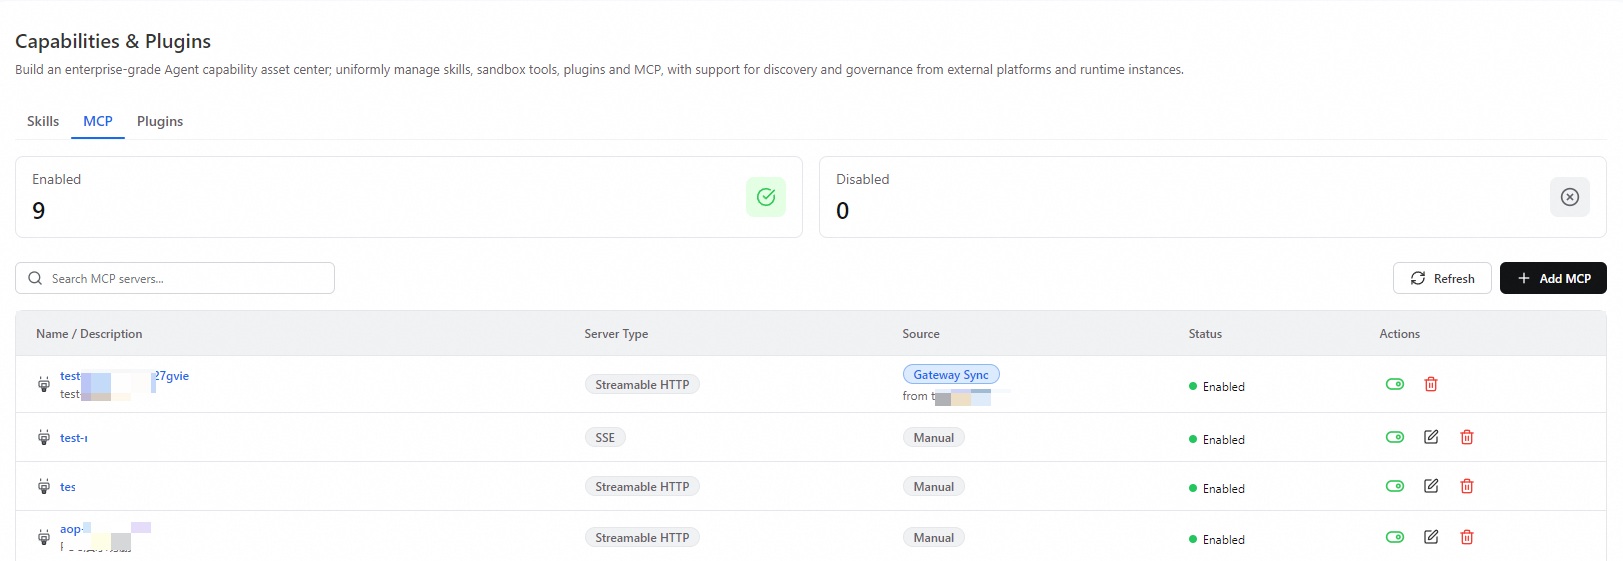 Capabilities & Plugins
Build an enterprise-grade Agent capability asset center; uniformly manage skills, sandbox tools, plugins and MCP, with support for discovery and governance from external platforms and runtime instances.
Skills MCP Plugins
Enabled Disabled
9 0
Search MCP servers... Refresh Add MCP
Name / Description Server Type Source Status Actions
27gvie Streamable HTTP Gateway Sync Enabled
from
SSE Manual Enabled
tes Streamable HTTP Manual Enabled
aop- Streamable HTTP Manual Enabled